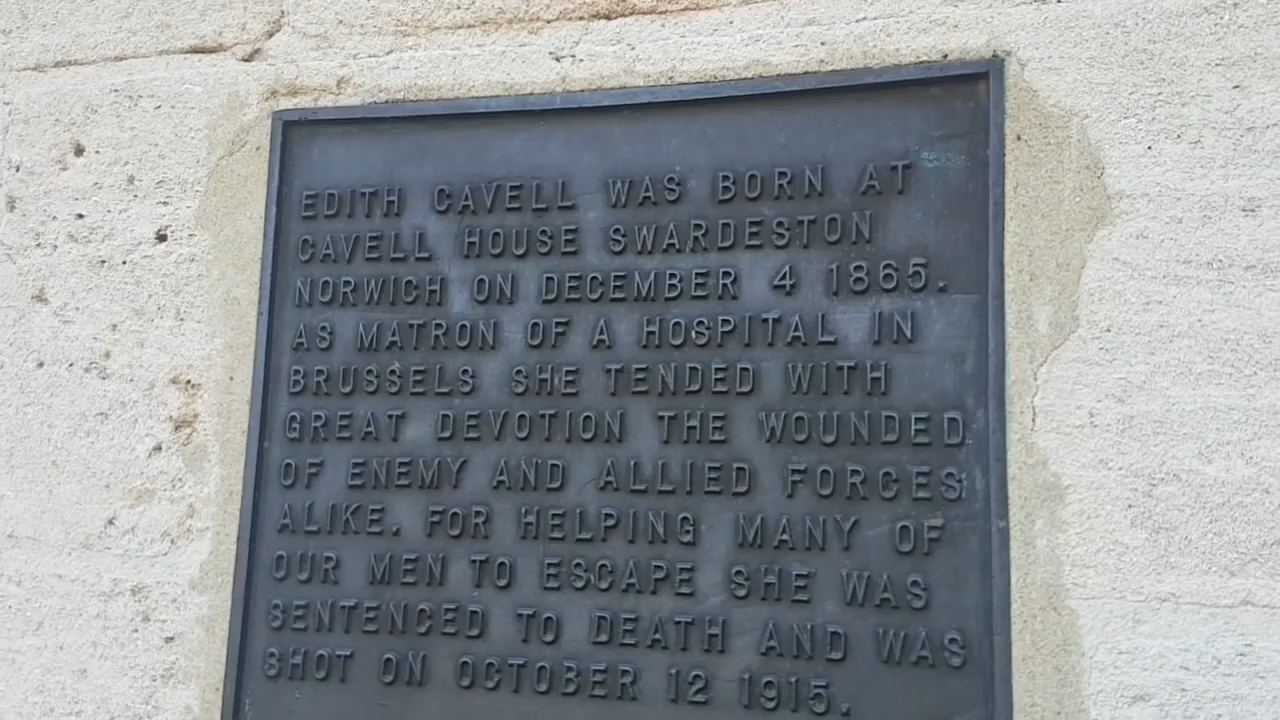 EDITH CAVELL WAS BORN AT
CAVELL HOUSE SWARDESTON
NORWICH ON DECEMBER 4 1865.
AS MATRON OF A HOSPITAL IN
BRUSSELS SHE TENDED WITH
GREAT DEVOTION THE WOUNDED
OF ENEMY AND ALLIED FORCES
ALIKE. FOR HELPING MANY OF
OUR MEN TO ESCAPE SHE WAS
SENTENCED TO DEATH AND WAS
SHOT ON OCTOBER 12 1915.